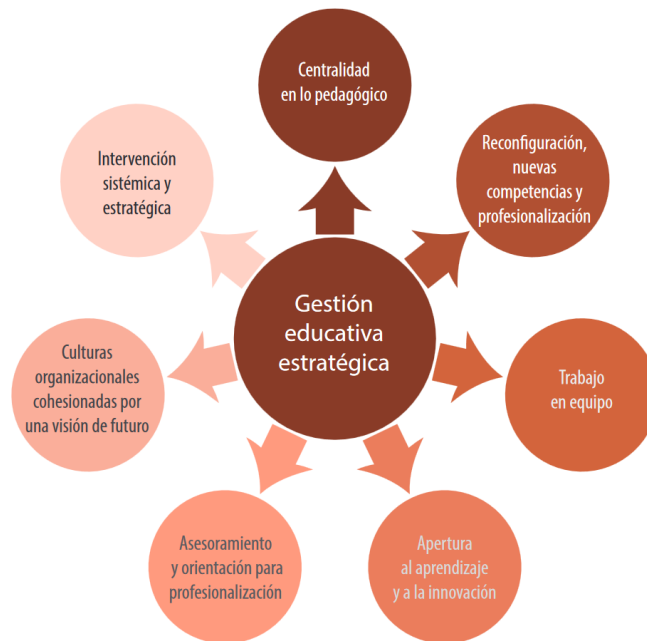 Centralidad
en lo pedagógico
Reconfiguración,
nuevas
competencias y
profesionalización
Trabajo
en equipo
Apertura
al aprendizaje
y a la innovación
Asesoramiento
y orientación para
profesionalización
Culturas
organizacionales
cohesionadas por
una visión de futuro
Intervención
sistémica y
estratégica
Gestión
educativa
estratégica